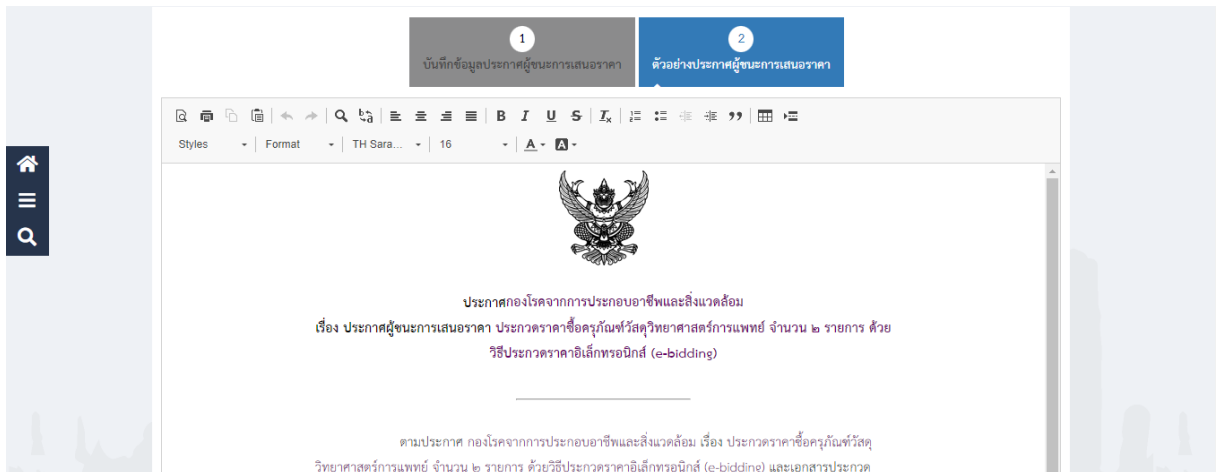 1
บันทึกข้อมูลประกาศผู้ชนะการเสนอราคา
2
ตัวอย่างประกาศผู้ชนะการเสนอราคา
Styles Format TH Sara... 16
ประกาศกองโรคจากการประกอบอาชีพและสิ่งแวดล้อม
เรื่อง ประกาศผู้ชนะการเสนอราคา ประกวดราคาซื้อครุภัณฑ์วัสดุวิทยาศาสตร์การแพทย์ จำนวน ๒ รายการ ด้วย
วิธีประกวดราคาอิเล็กทรอนิกส์ (e-bidding)
ตามประกาศ กองโรคจากการประกอบอาชีพและสิ่งแวดล้อม เรื่อง ประกวดราคาซื้อครุภัณฑ์วัสดุ
วิทยาศาสตร์การแพทย์ จำนวน ๒ รายการ ด้วยวิธีประกวดราคาอิเล็กทรอนิกส์ (e-bidding) และเอกสารประกวด